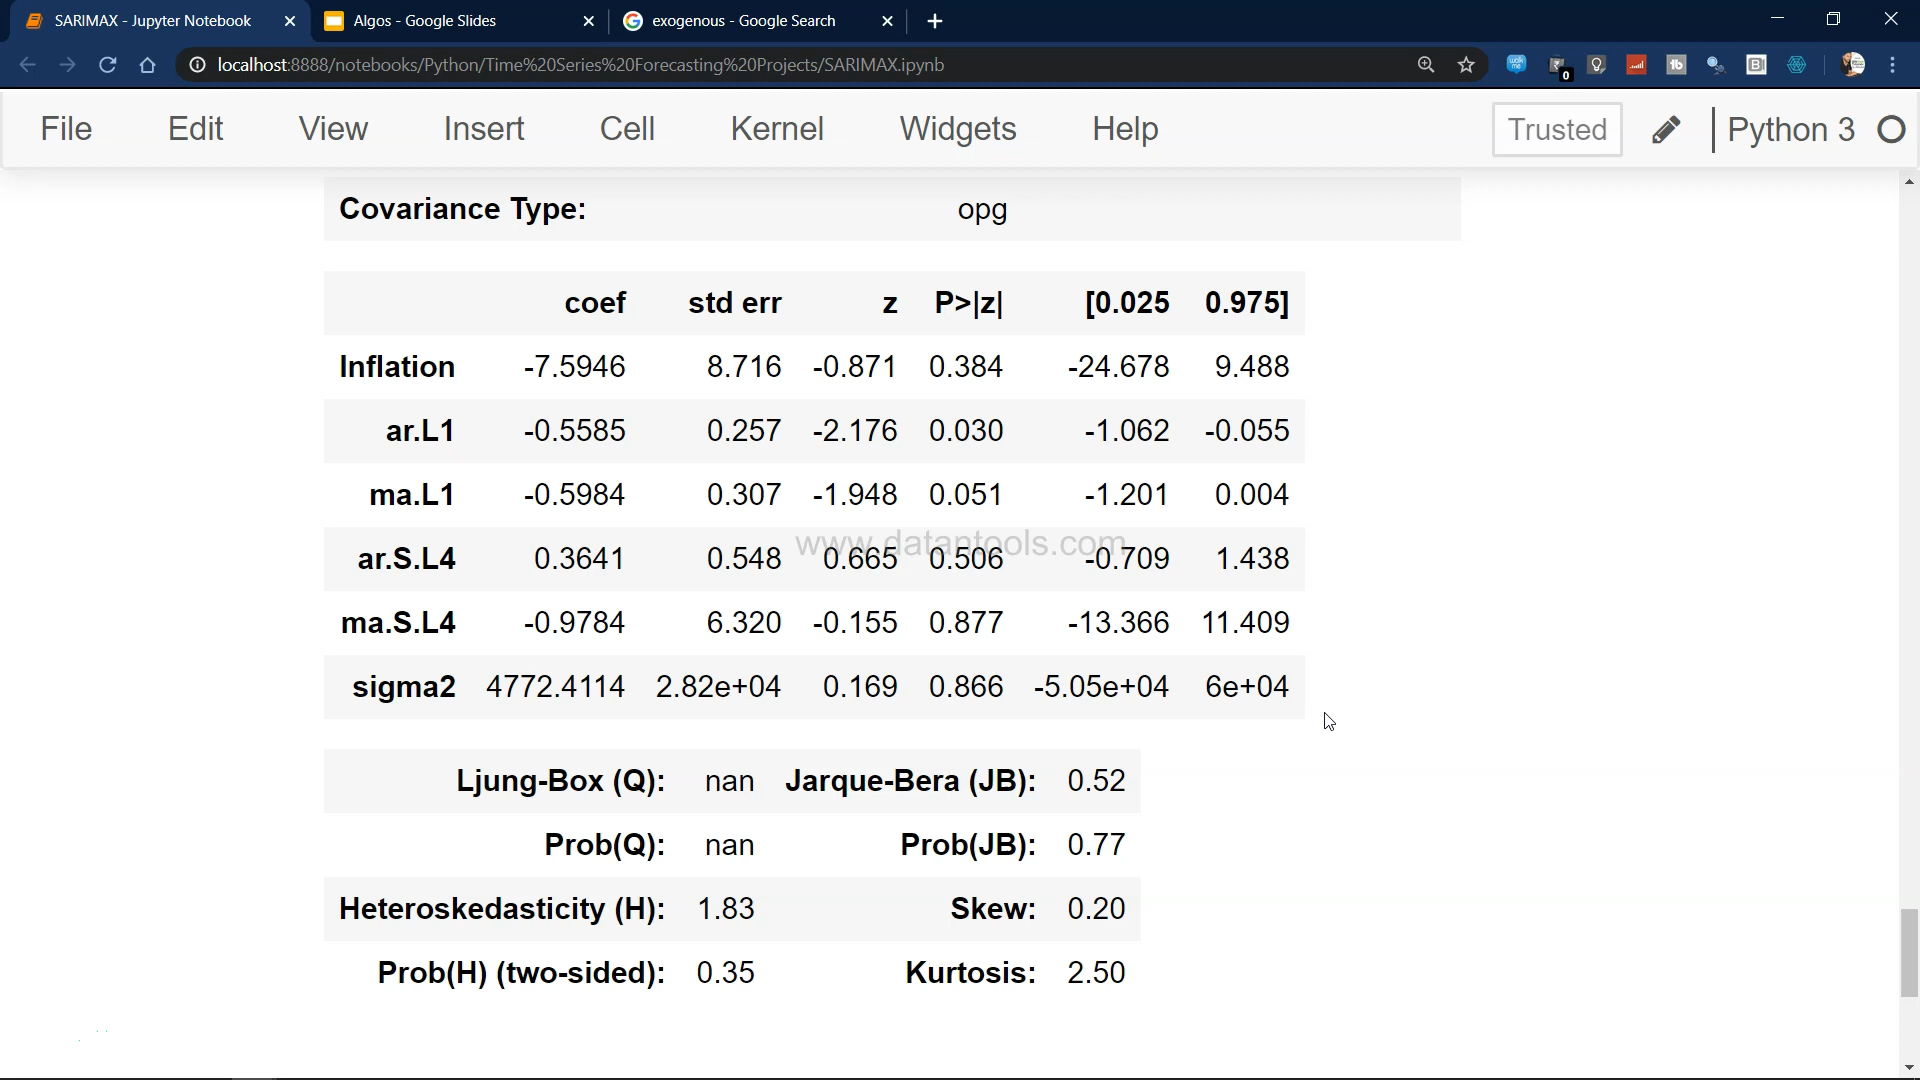 SARIMAX - Jupyter Notebook Algos - Google Slides exogenous - Google Search
localhost:8888/notebooks/Python/Time%20Series%20Forecasting%20Projects/SARIMAX.ipynb
File Edit View Insert Cell Kernel Widgets Help Trusted Python 3
Covariance Type: opg
coef std err z P>|z| [0.025 0.975]
Inflation -7.5946 8.716 -0.871 0.384 -24.678 9.488
ar.L1 -0.5585 0.257 -2.176 0.030 -1.062 -0.055
ma.L1 -0.5984 0.307 -1.948 0.051 -1.201 0.004
www.datantools.com
ar.S.L4 0.3641 0.548 0.665 0.506 -0.709 1.438
ma.S.L4 -0.9784 6.320 -0.155 0.877 -13.366 11.409
sigma2 4772.4114 2.82e+04 0.169 0.866 -5.05e+04 6e+04
Ljung-Box (Q): nan Jarque-Bera (JB): 0.52
Prob(Q): nan Prob(JB): 0.77
Heteroskedasticity (H): 1.83 Skew: 0.20
Prob(H) (two-sided): 0.35 Kurtosis: 2.50